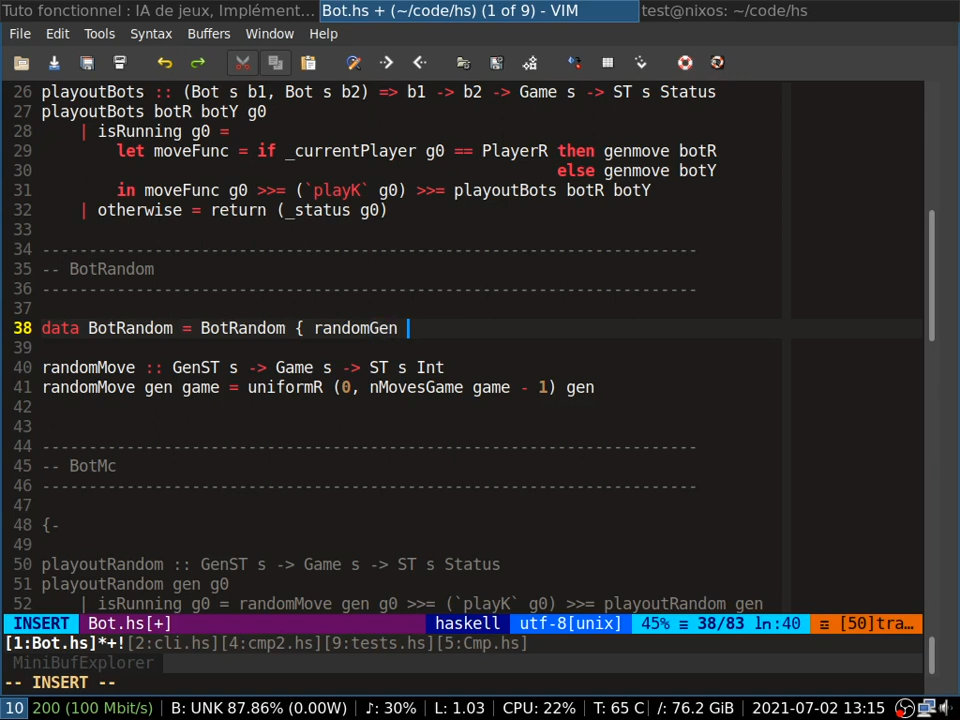 Tuto fonctionnel : IA de jeux, Implément... Bot.hs + (~/code/hs) (1 of 9) - VIM test@nixos: ~/code/hs
File Edit Tools Syntax Buffers Window Help
26 playoutBots :: (Bot s b1, Bot s b2) => b1 -> b2 -> Game s -> ST s Status
27 playoutBots botR botY g0
28 | isRunning g0 =
29 let moveFunc = if _currentPlayer g0 == PlayerR then genmove botR
30 else genmove botY
31 in moveFunc g0 >>= (`playK` g0) >>= playoutBots botR botY
32 | otherwise = return (_status g0)
33
34 ----------------------------------------------------------------------
35 -- BotRandom
36 ----------------------------------------------------------------------
37
38 data BotRandom = BotRandom { randomGen
39
40 randomMove :: GenST s -> Game s -> ST s Int
41 randomMove gen game = uniformR (0, nMovesGame game - 1) gen
42
43
44 ----------------------------------------------------------------------
45 -- BotMc
46 ----------------------------------------------------------------------
47
48 {-
49
50 playoutRandom :: GenST s -> Game s -> ST s Status
51 playoutRandom gen g0
52 | isRunning g0 = randomMove gen g0 >>= (`playK` g0) >>= playoutRandom gen
INSERT Bot.hs[+] haskell utf-8[unix] 45% ≡ 38/83 ln:40 ☲ [50]tra…
[1:Bot.hs]*+![2:cli.hs][4:cmp2.hs][9:tests.hs][5:Cmp.hs]
MiniBufExplorer
-- INSERT --
10 200 (100 Mbit/s) B: UNK 87.86% (0.00W) ♪: 30% L: 1.03 CPU: 22% T: 65 C /: 76.2 GiB 2021-07-02 13:15